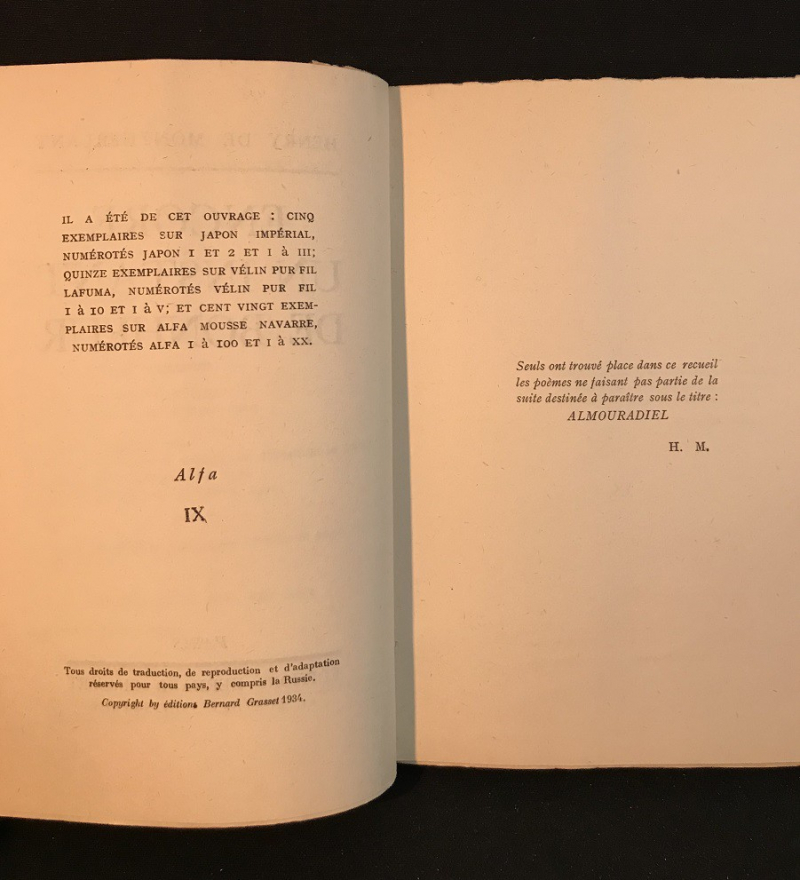 IL A ÉTÉ DE CET OUVRAGE : CINQ
EXEMPLAIRES SUR JAPON IMPÉRIAL,
NUMÉROTÉS JAPON I ET 2 ET I à III;
QUINZE EXEMPLAIRES SUR VÉLIN PUR FIL
LAFUMA, NUMÉROTÉS VÉLIN PUR FIL
I à IO ET I à V; ET CENT VINGT EXEM-
PLAIRES SUR ALFA MOUSSE NAVARRE,
NUMÉROTÉS ALFA I à IOO ET I à XX.
Alfa
IX
Tous droits de traduction, de reproduction et d'adaptation
réservés pour tous pays, y compris la Russie.
Copyright by éditions Bernard Grasset 1934.
Seuls ont trouvé place dans ce recueil
les poèmes ne faisant pas partie de la
suite destinée à paraître sous le titre :
ALMOURADIEL
H. M.